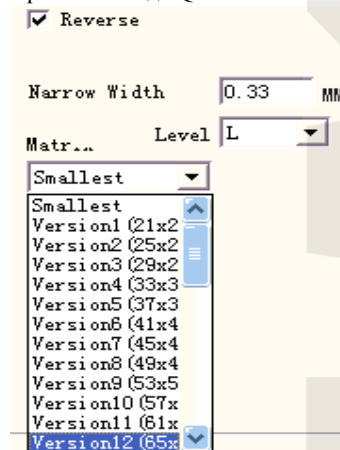 Reverse
Narrow Width 0.33 MM
Level L
Matr...
Smallest
Smallest
Version1 (21x2
Version2 (25x2
Version3 (29x2
Version4 (33x3
Version5 (37x3
Version6 (41x4
Version7 (45x4
Version8 (49x4
Version9 (53x5
Version10 (57x
Version11 (61x
Version12 (65x